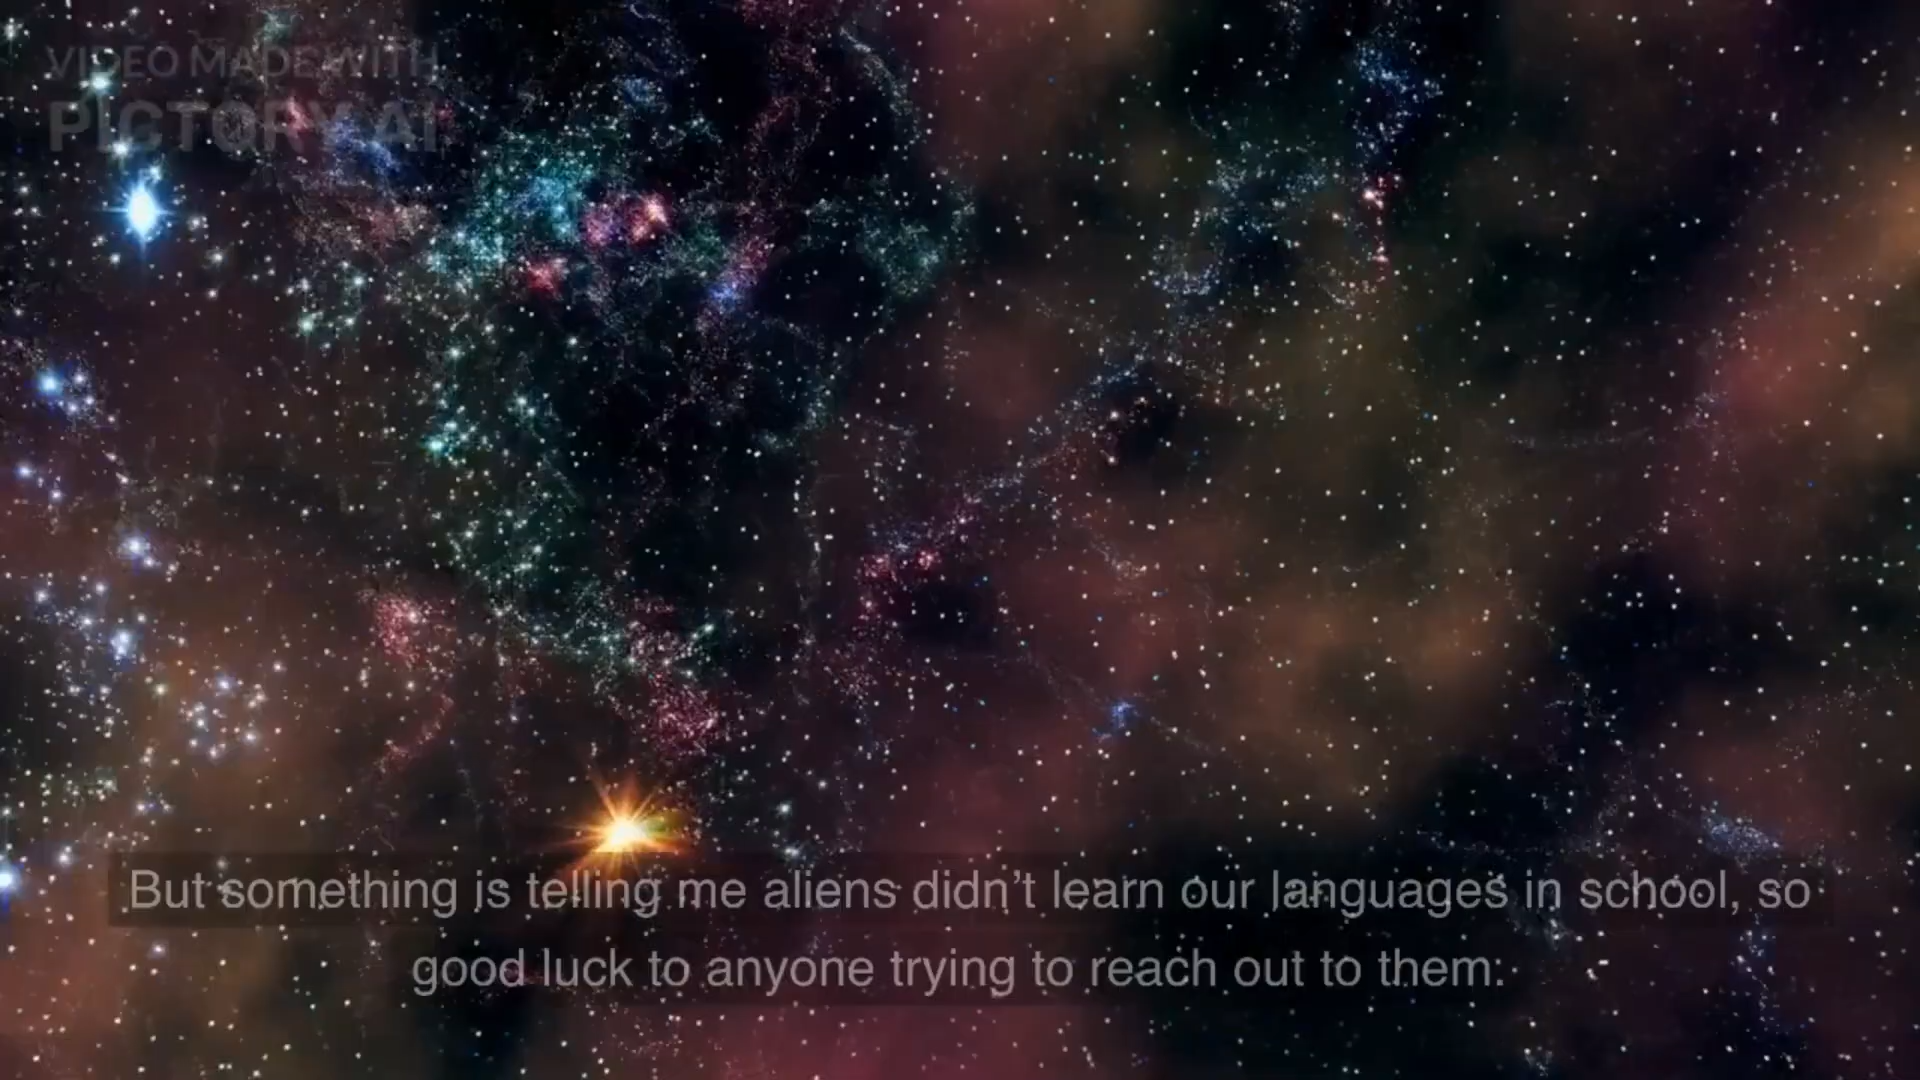 VIDEO MADE WITH
PICTORY AI
But something is telling me aliens didn’t learn our languages in school, so
good luck to anyone trying to reach out to them.